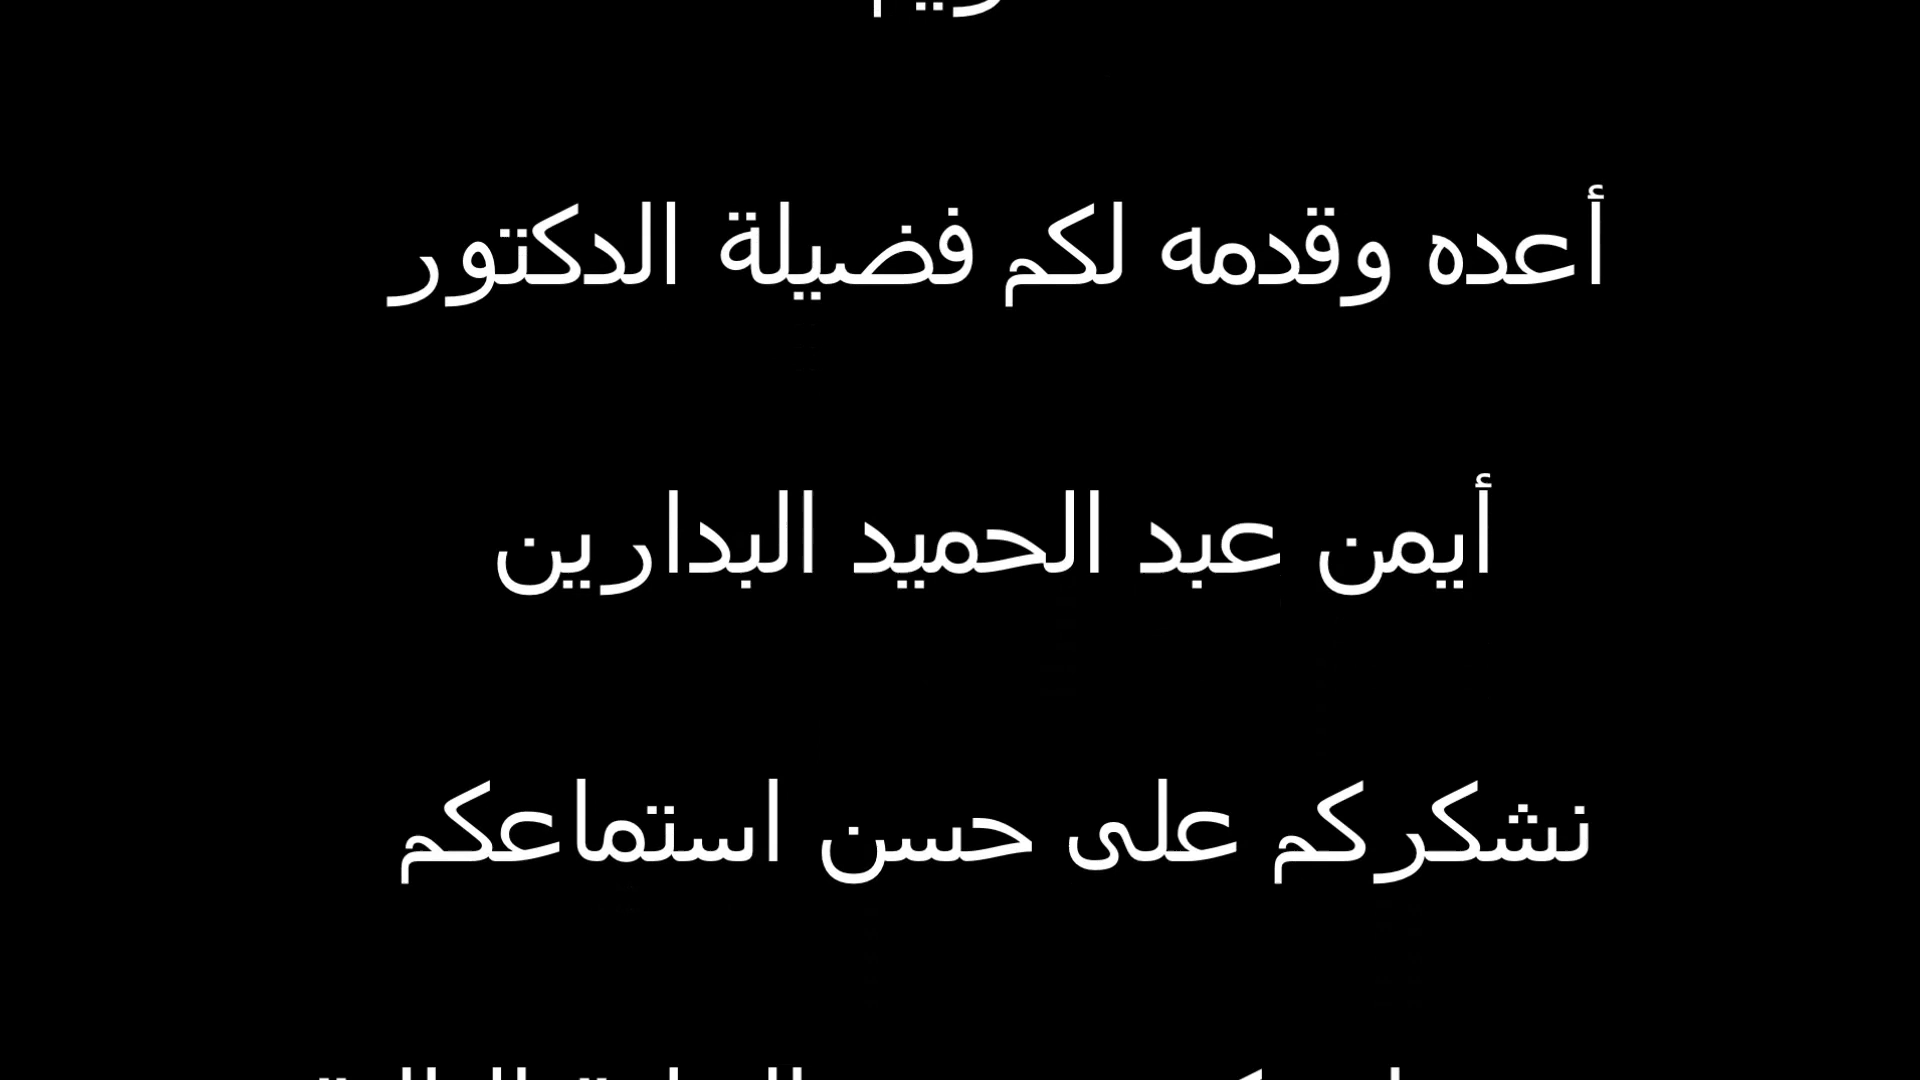 أعده وقدمه لكم فضيلة الدكتور
أيمن عبد الحميد البدارين
نشكركم على حسن استماعكم